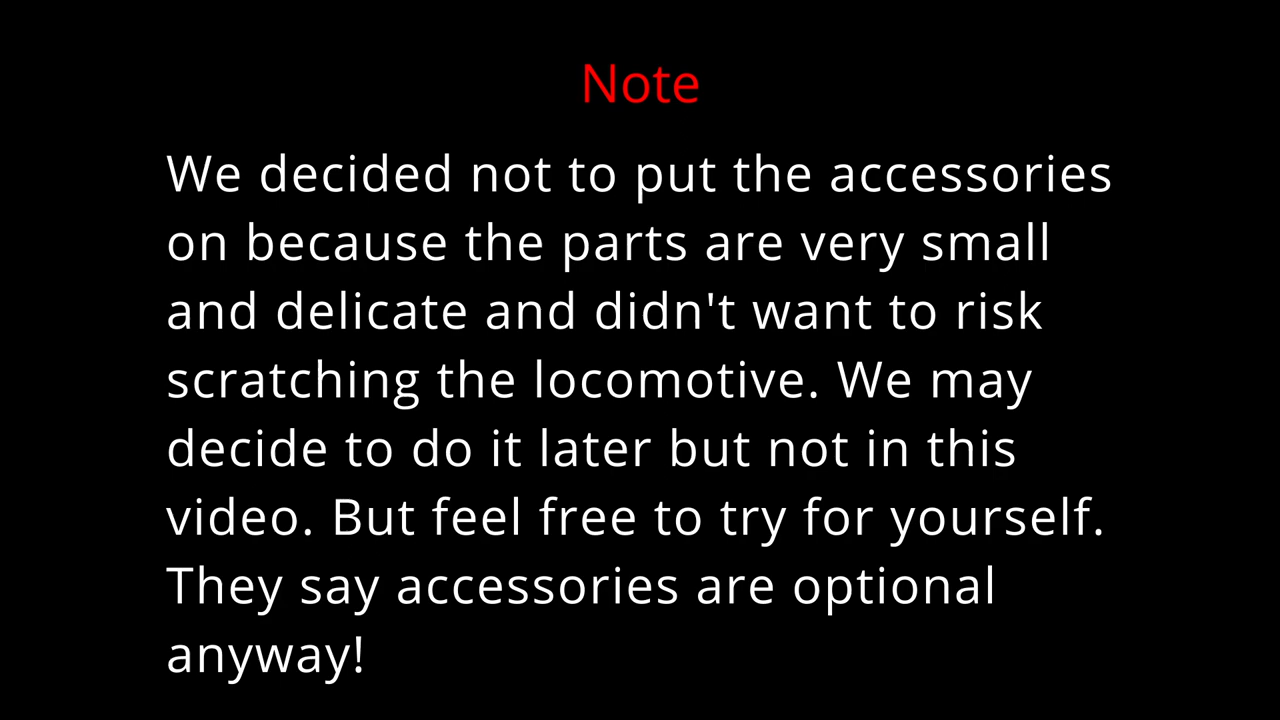 Note
We decided not to put the accessories
on because the parts are very small
and delicate and didn't want to risk
scratching the locomotive. We may
decide to do it later but not in this
video. But feel free to try for yourself.
They say accessories are optional
anyway!